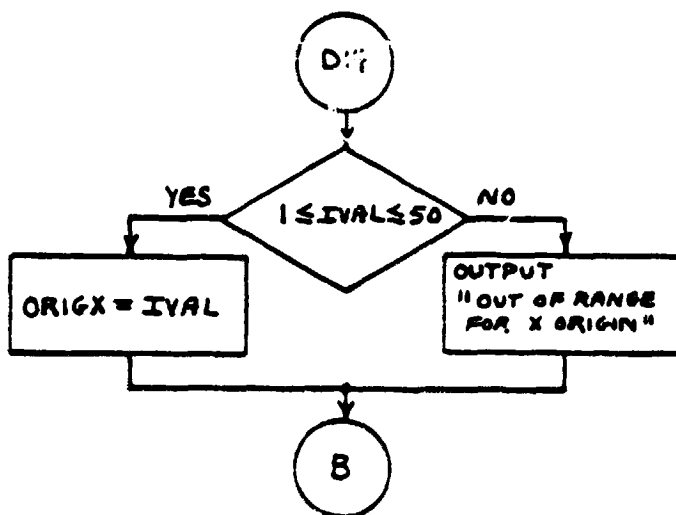 YES
1 ≤ IVAL ≤ 50
NO
ORIGX = IVAL
OUTPUT
"OUT OF RANGE
FOR X ORIGIN"
B